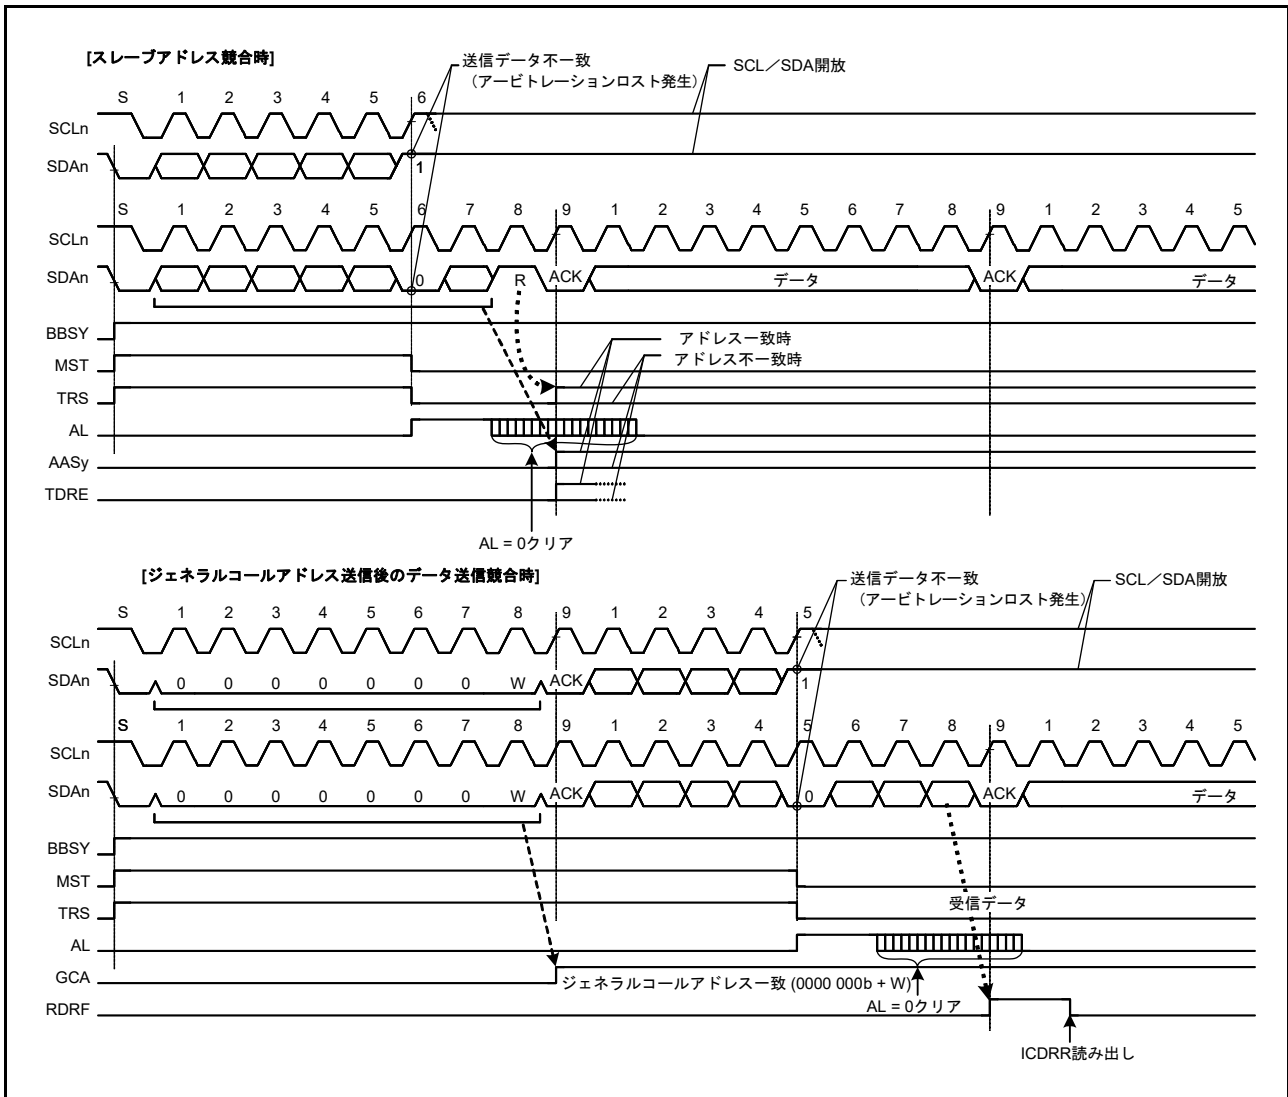 [スレーブアドレス競合時]
送信データ不一致
（アービトレーションロスト発生）
SCL／SDA開放
S 1 2 3 4 5 6
SCLn
SDAn
1
S 1 2 3 4 5 6 7 8 9 1 2 3 4 5 6 7 8 9 1 2 3 4 5
SCLn
SDAn
0 R ACK データ ACK データ
BBSY
MST
アドレス一致時
アドレス不一致時
TRS
AL
AASy
TDRE
AL = 0クリア
[ジェネラルコールアドレス送信後のデータ送信競合時]
送信データ不一致
（アービトレーションロスト発生）
SCL／SDA開放
S 1 2 3 4 5 6 7 8 9 1 2 3 4 5
SCLn
SDAn
0 0 0 0 0 0 0 W ACK 1
S 1 2 3 4 5 6 7 8 9 1 2 3 4 5 6 7 8 9 1 2 3 4 5
SCLn
SDAn
0 0 0 0 0 0 0 W ACK 0 ACK データ
BBSY
MST
TRS
受信データ
AL
GCA
ジェネラルコールアドレス一致 (0000 000b + W)
RDRF
AL = 0クリア
ICDRR読み出し